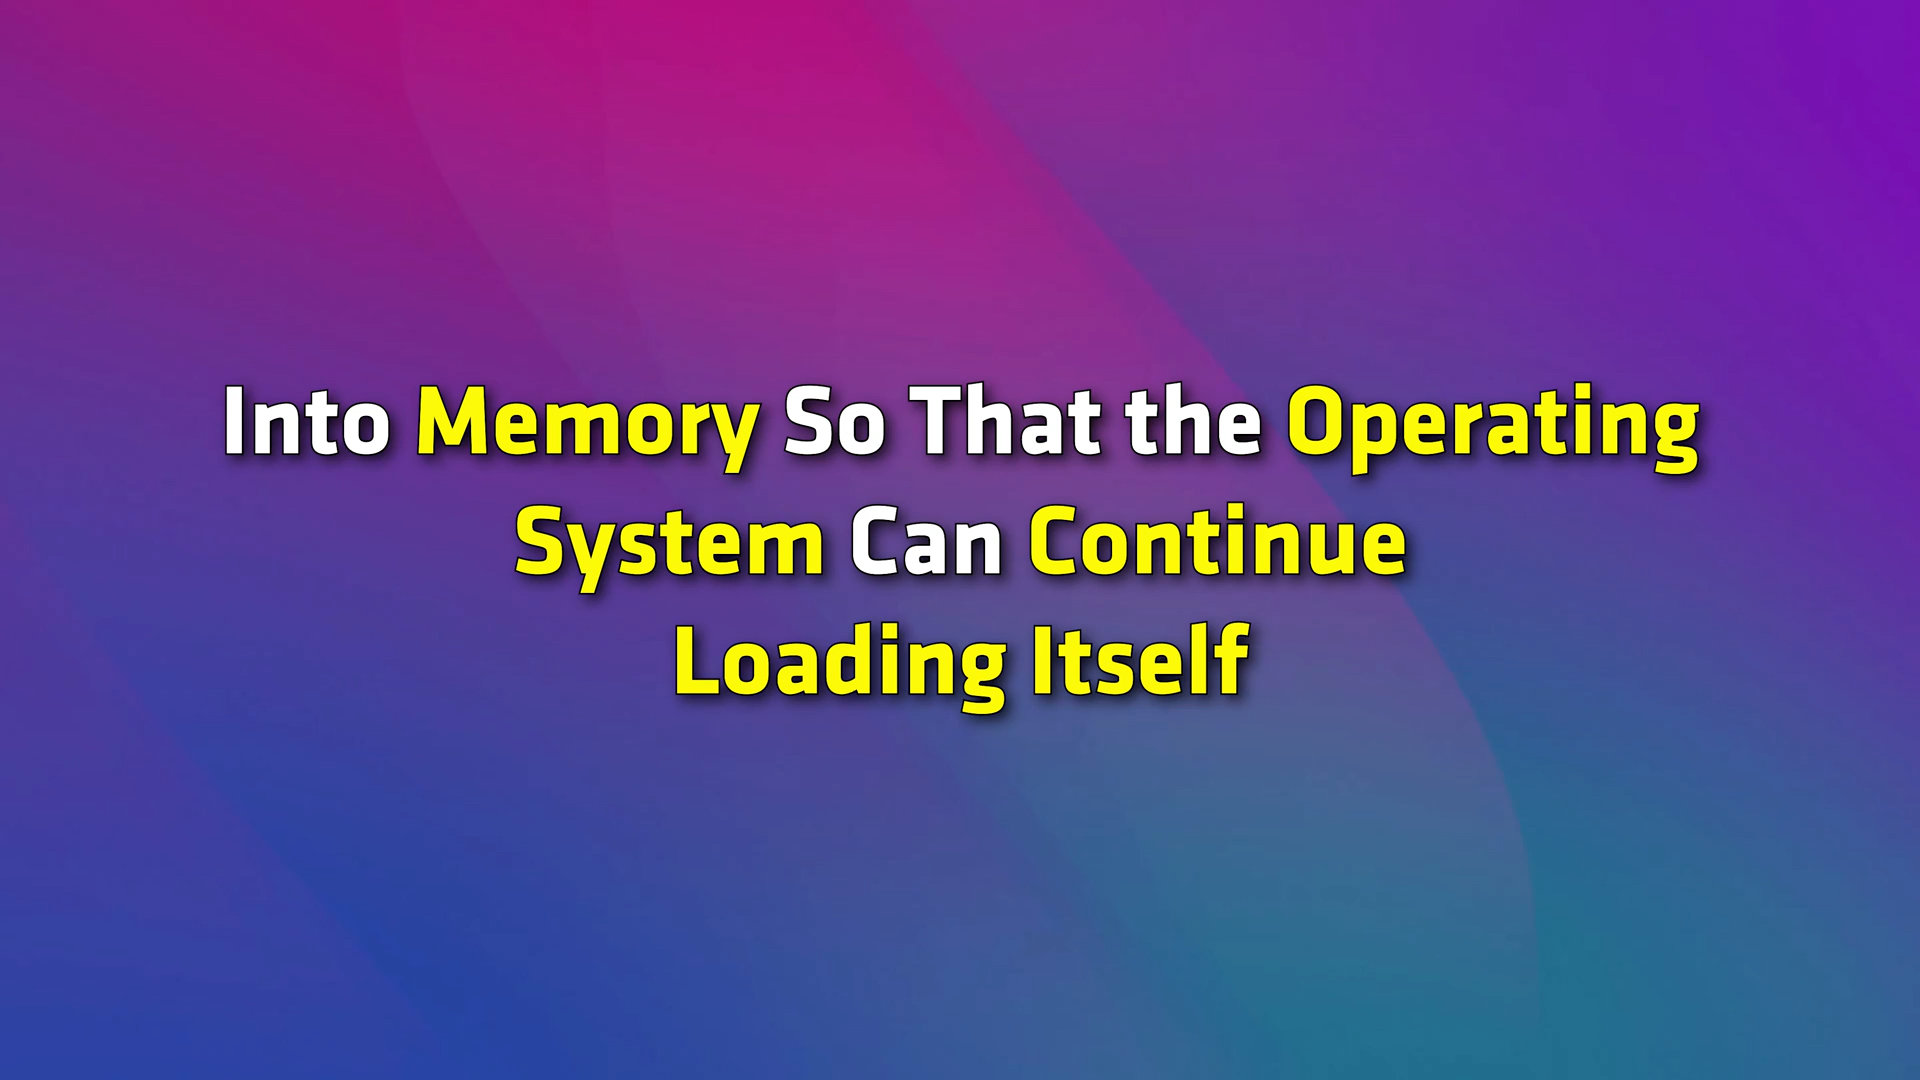 Into Memory So That the Operating
System Can Continue
Loading Itself